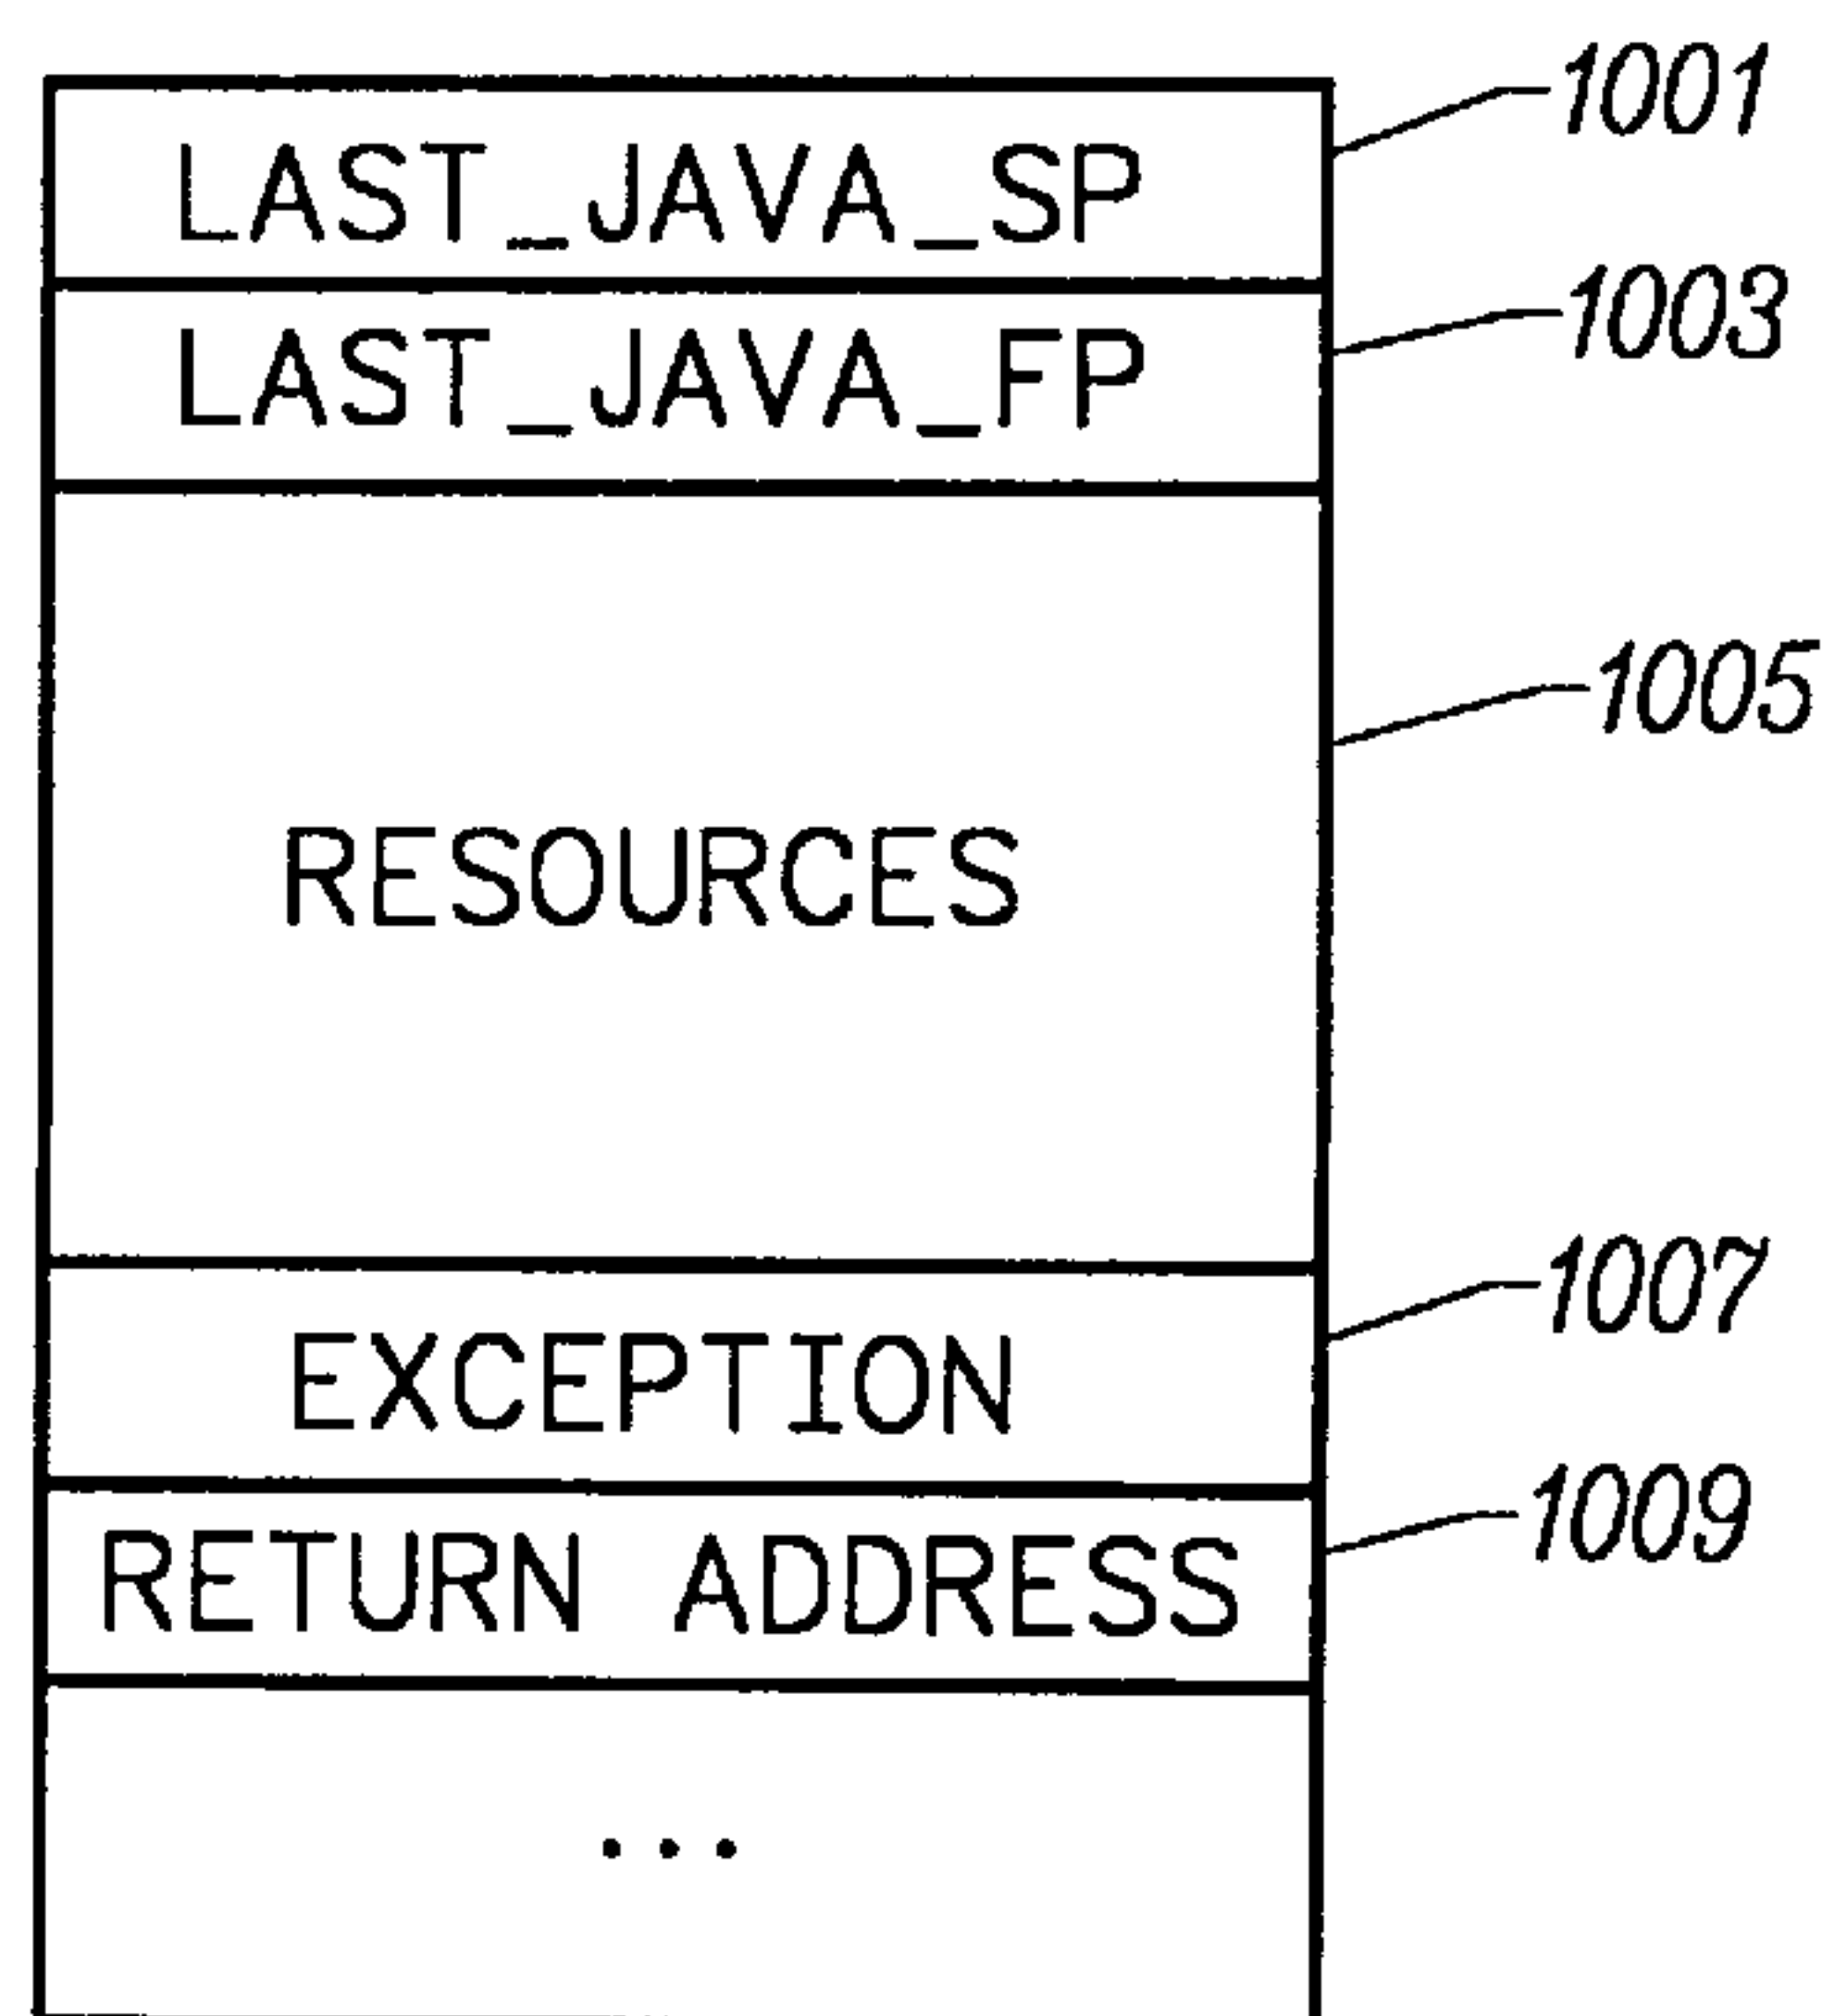 LAST_JAVA_SP 1001
LAST_JAVA_FP 1003
1005
RESOURCES
EXCEPTION 1007
RETURN ADDRESS 1009
...